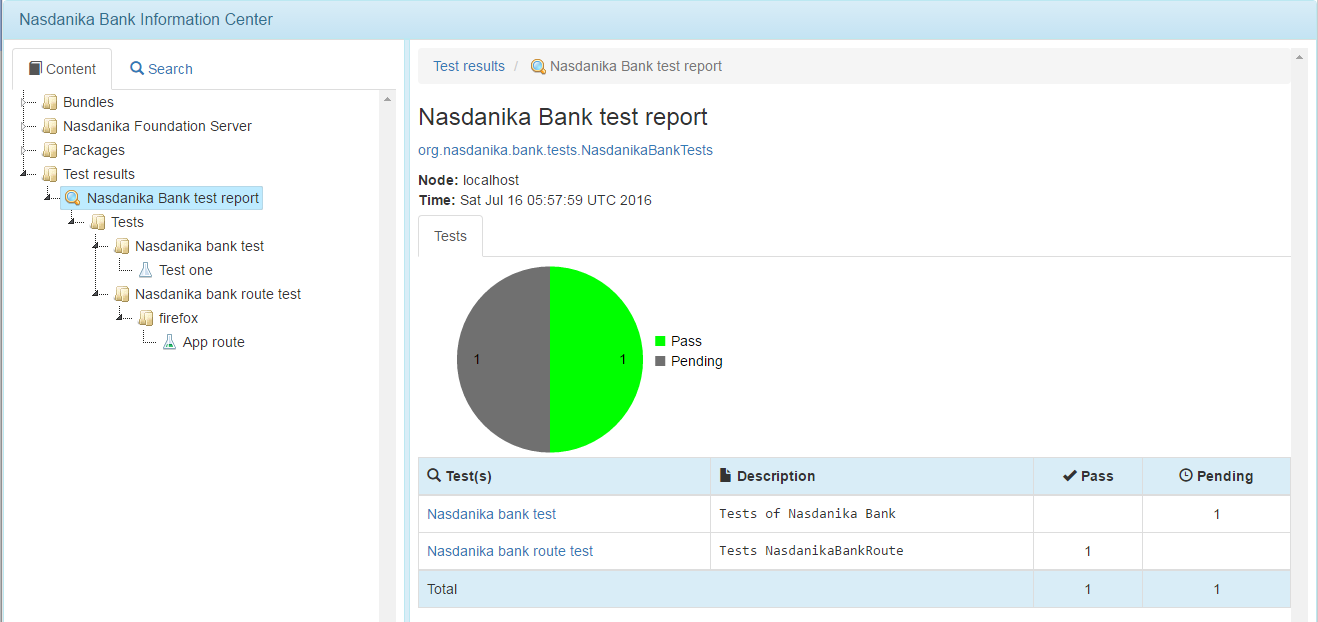 Nasdanika Bank Information Center
Content
Search
Bundles
Nasdanika Foundation Server
Packages
Test results
Nasdanika Bank test report
Tests
Nasdanika bank test
Test one
Nasdanika bank route test
firefox
App route
Test results / Nasdanika Bank test report
Nasdanika Bank test report
org.nasdanika.bank.tests.NasdanikaBankTests
Node: localhost
Time: Sat Jul 16 05:57:59 UTC 2016
Tests
1 1
Pass
Pending
Test(s) Description Pass Pending
Nasdanika bank test Tests of Nasdanika Bank 1
Nasdanika bank route test Tests NasdanikaBankRoute 1
Total 1 1